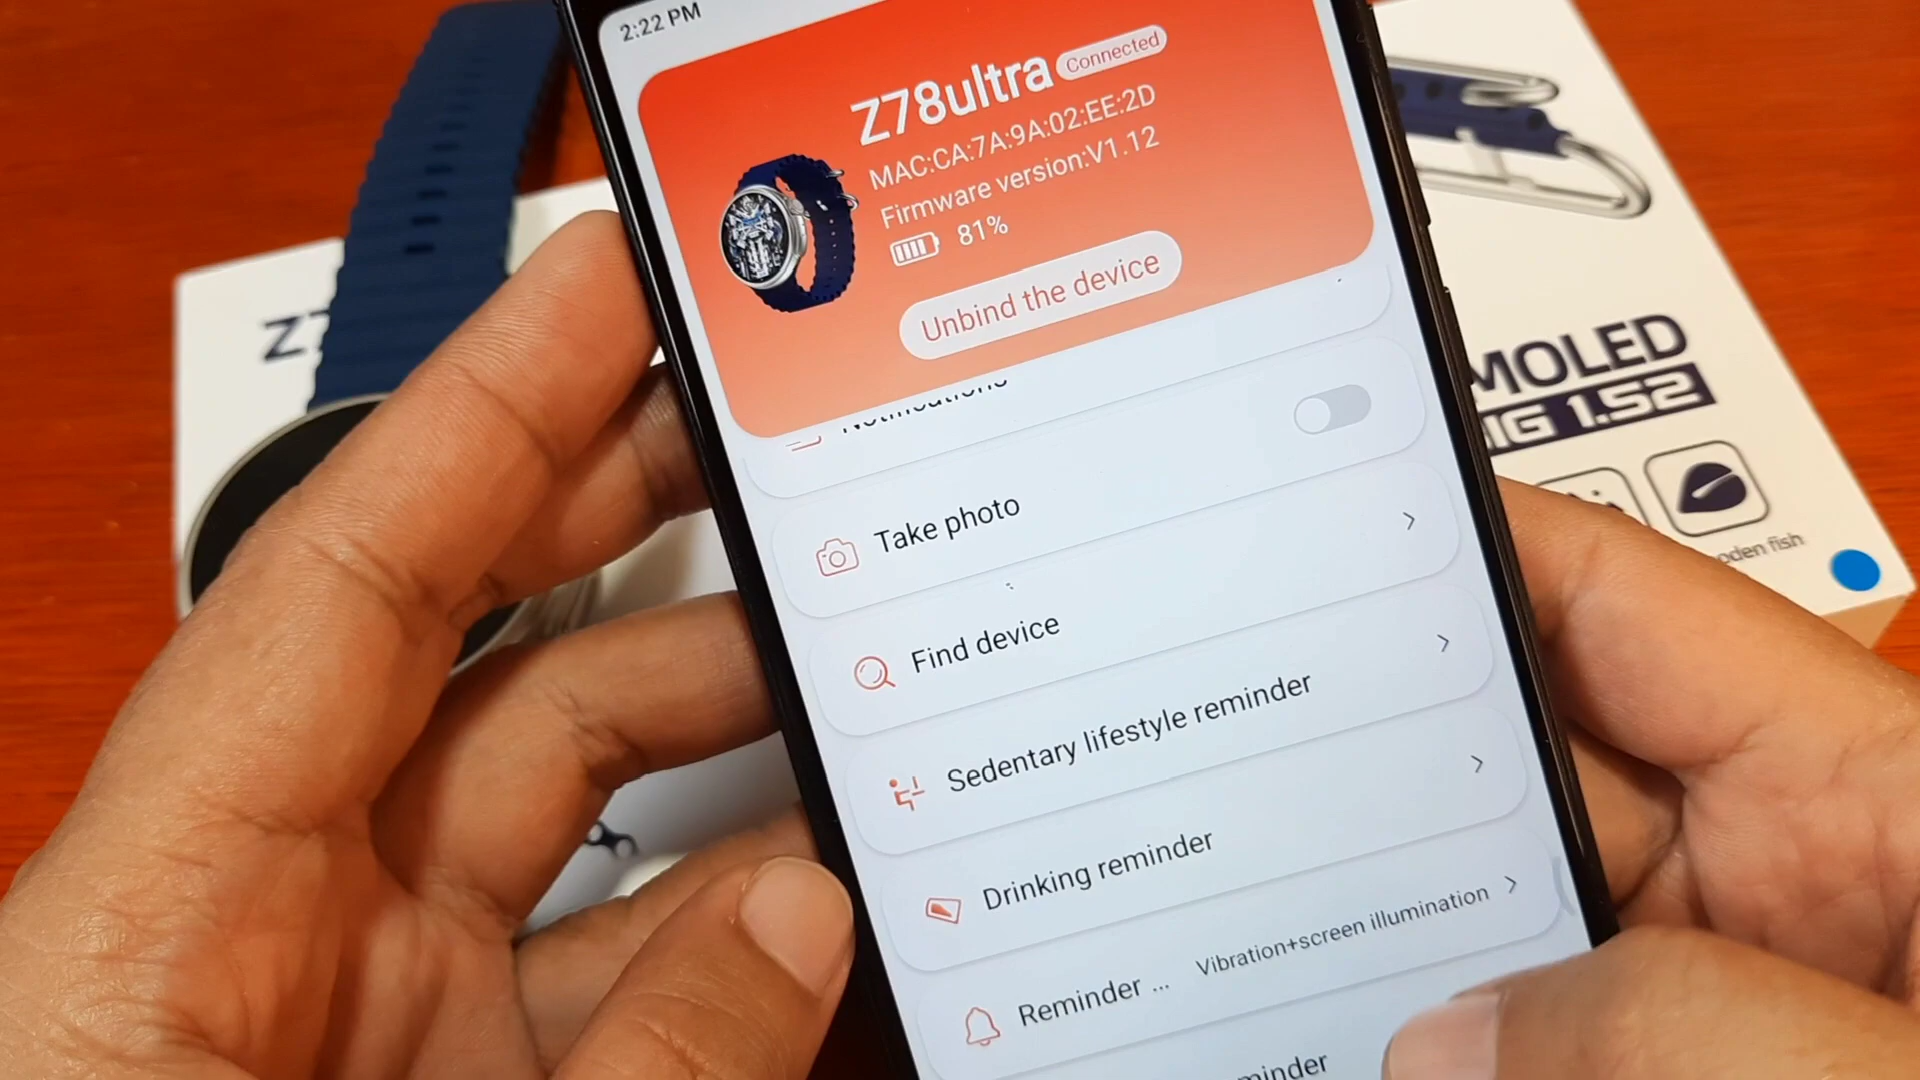 2:22 PM
Z78ultra
Connected
MAC:CA:7A:9A:02:EE:2D
Firmware version:V1.12
81%
Unbind the device
Notifications
Take photo
Find device
Sedentary lifestyle reminder
Drinking reminder
Reminder ...
Vibration+screen illumination
MOLED
1.52
fish